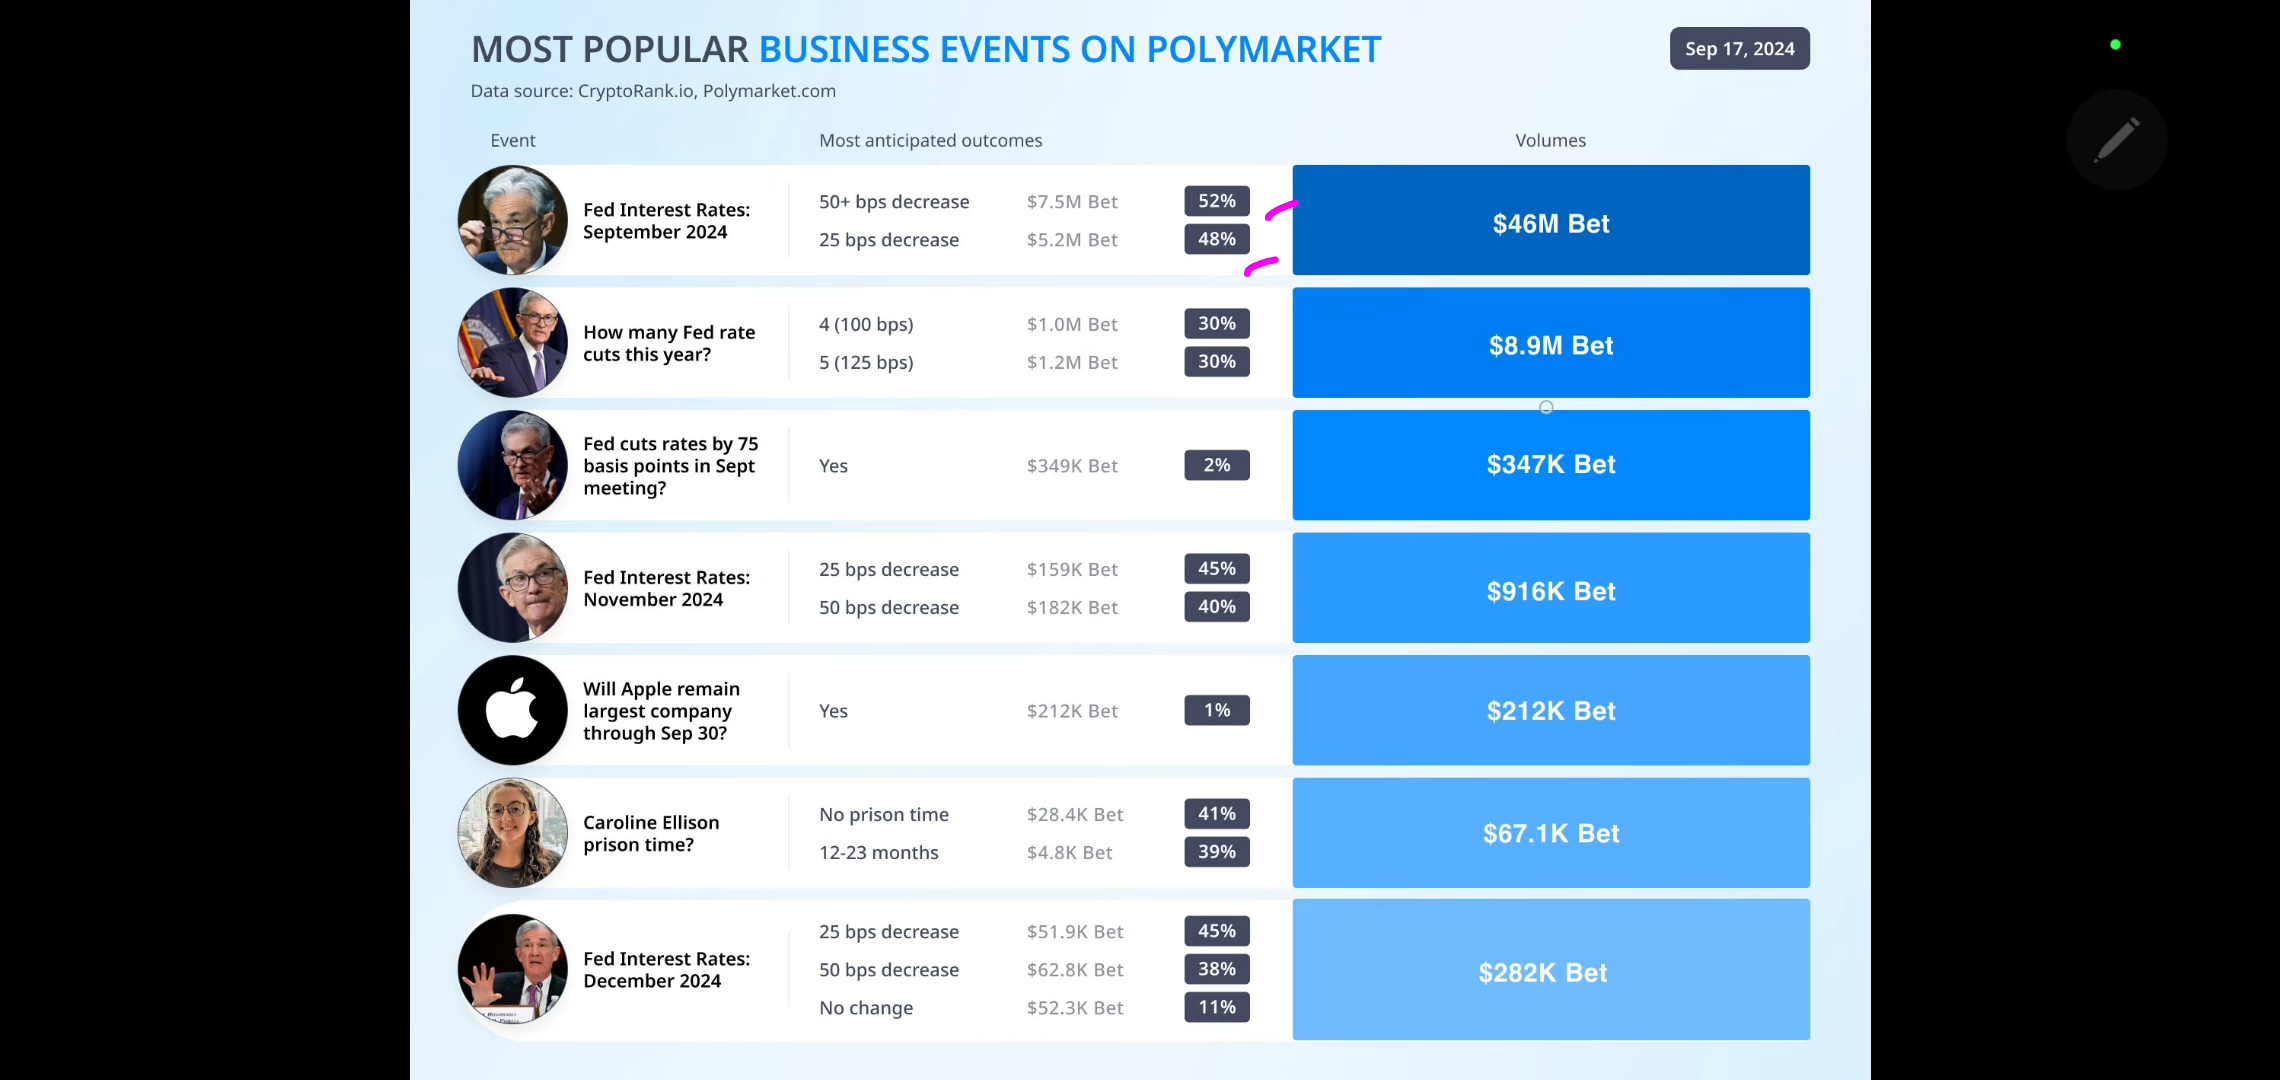 MOST POPULAR BUSINESS EVENTS ON POLYMARKET
Sep 17, 2024
Data source: CryptoRank.io, Polymarket.com
Event
Most anticipated outcomes
Volumes
Fed Interest Rates:
September 2024
50+ bps decrease $7.5M Bet 52%
25 bps decrease $5.2M Bet 48%
$46M Bet
How many Fed rate
cuts this year?
4 (100 bps) $1.0M Bet 30%
5 (125 bps) $1.2M Bet 30%
$8.9M Bet
Fed cuts rates by 75
basis points in Sept
meeting?
Yes $349K Bet 2%
$347K Bet
Fed Interest Rates:
November 2024
25 bps decrease $159K Bet 45%
50 bps decrease $182K Bet 40%
$916K Bet
Will Apple remain
largest company
through Sep 30?
Yes $212K Bet 1%
$212K Bet
Caroline Ellison
prison time?
No prison time $28.4K Bet 41%
12-23 months $4.8K Bet 39%
$67.1K Bet
Fed Interest Rates:
December 2024
25 bps decrease $51.9K Bet 45%
50 bps decrease $62.8K Bet 38%
No change $52.3K Bet 11%
$282K Bet